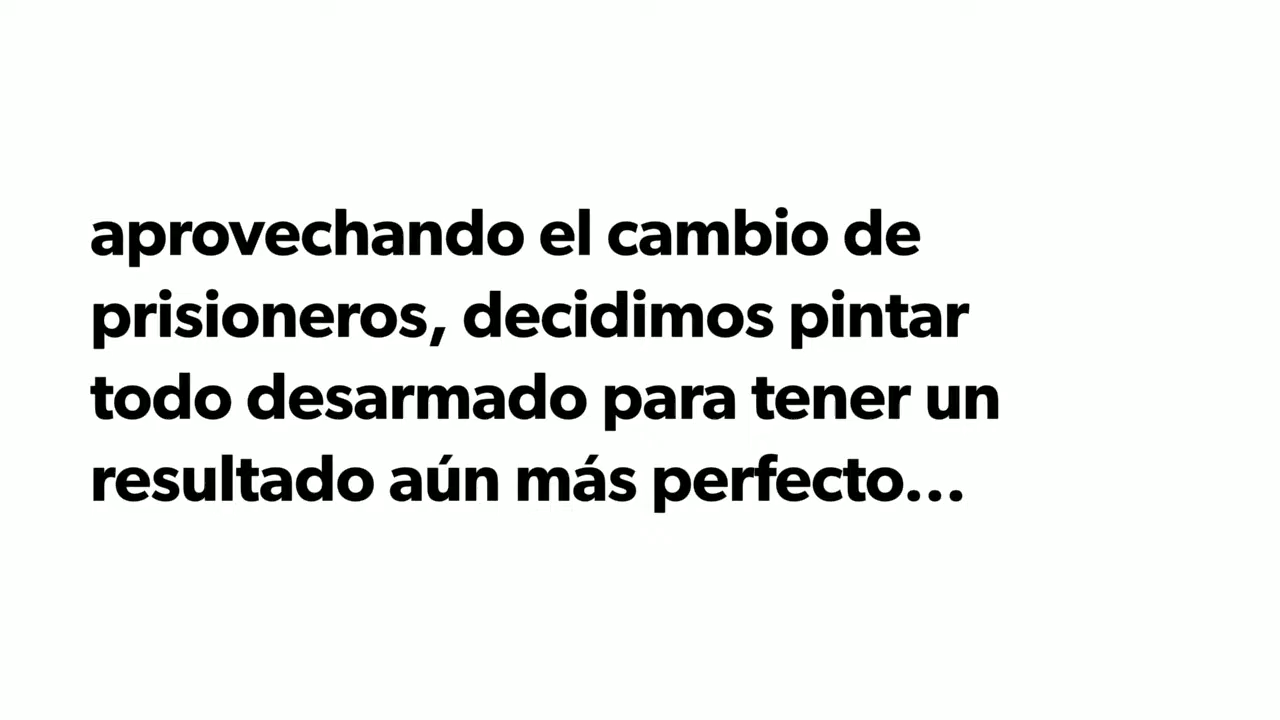 aprovechando el cambio de
prisioneros, decidimos pintar
todo desarmado para tener un
resultado aún más perfecto...